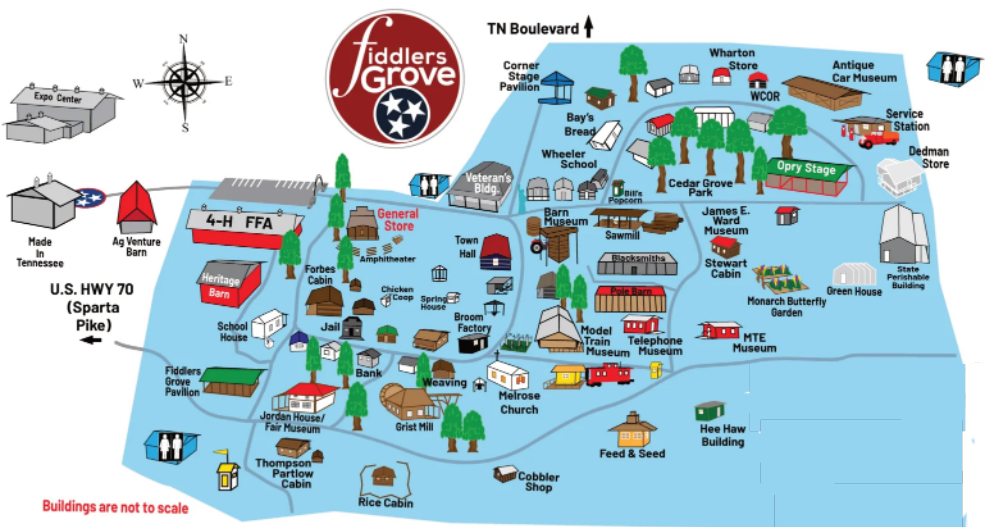 TN Boulevard
fiddlers
Grove
N
W
E
S
Expo Center
Corner
Stage
Pavilion
Wharton
Store
Antique
Car Museum
WCOR
Bay's
Bread
Service
Station
Wheeler
School
Dedman
Store
Veteran's
Bldg.
Opry Stage
Cedar Grove
Park
Bill's
Popcorn
Made
In
Tennessee
Ag Venture
Barn
4-H FFA
General
Store
Amphitheater
Barn
Museum
Sawmill
James E.
Ward
Museum
Stewart
Cabin
Town
Hall
Blacksmiths
State
Perishable
Building
Heritage
Barn
Forbes
Cabin
Chicken
Coop
Spring
House
Monarch Butterfly
Garden
Green House
U.S. HWY 70
(Sparta
Pike)
Pole Barn
School
House
Jail
Broom
Factory
Model
Train
Museum
Telephone
Museum
MTE
Museum
Bank
Fiddlers
Grove
Pavilion
Weaving
Melrose
Church
Jordan House/
Fair Museum
Grist Mill
Hee Haw
Building
Feed & Seed
Thompson
Partlow
Cabin
Rice Cabin
Cobbler
Shop
Buildings are not to scale